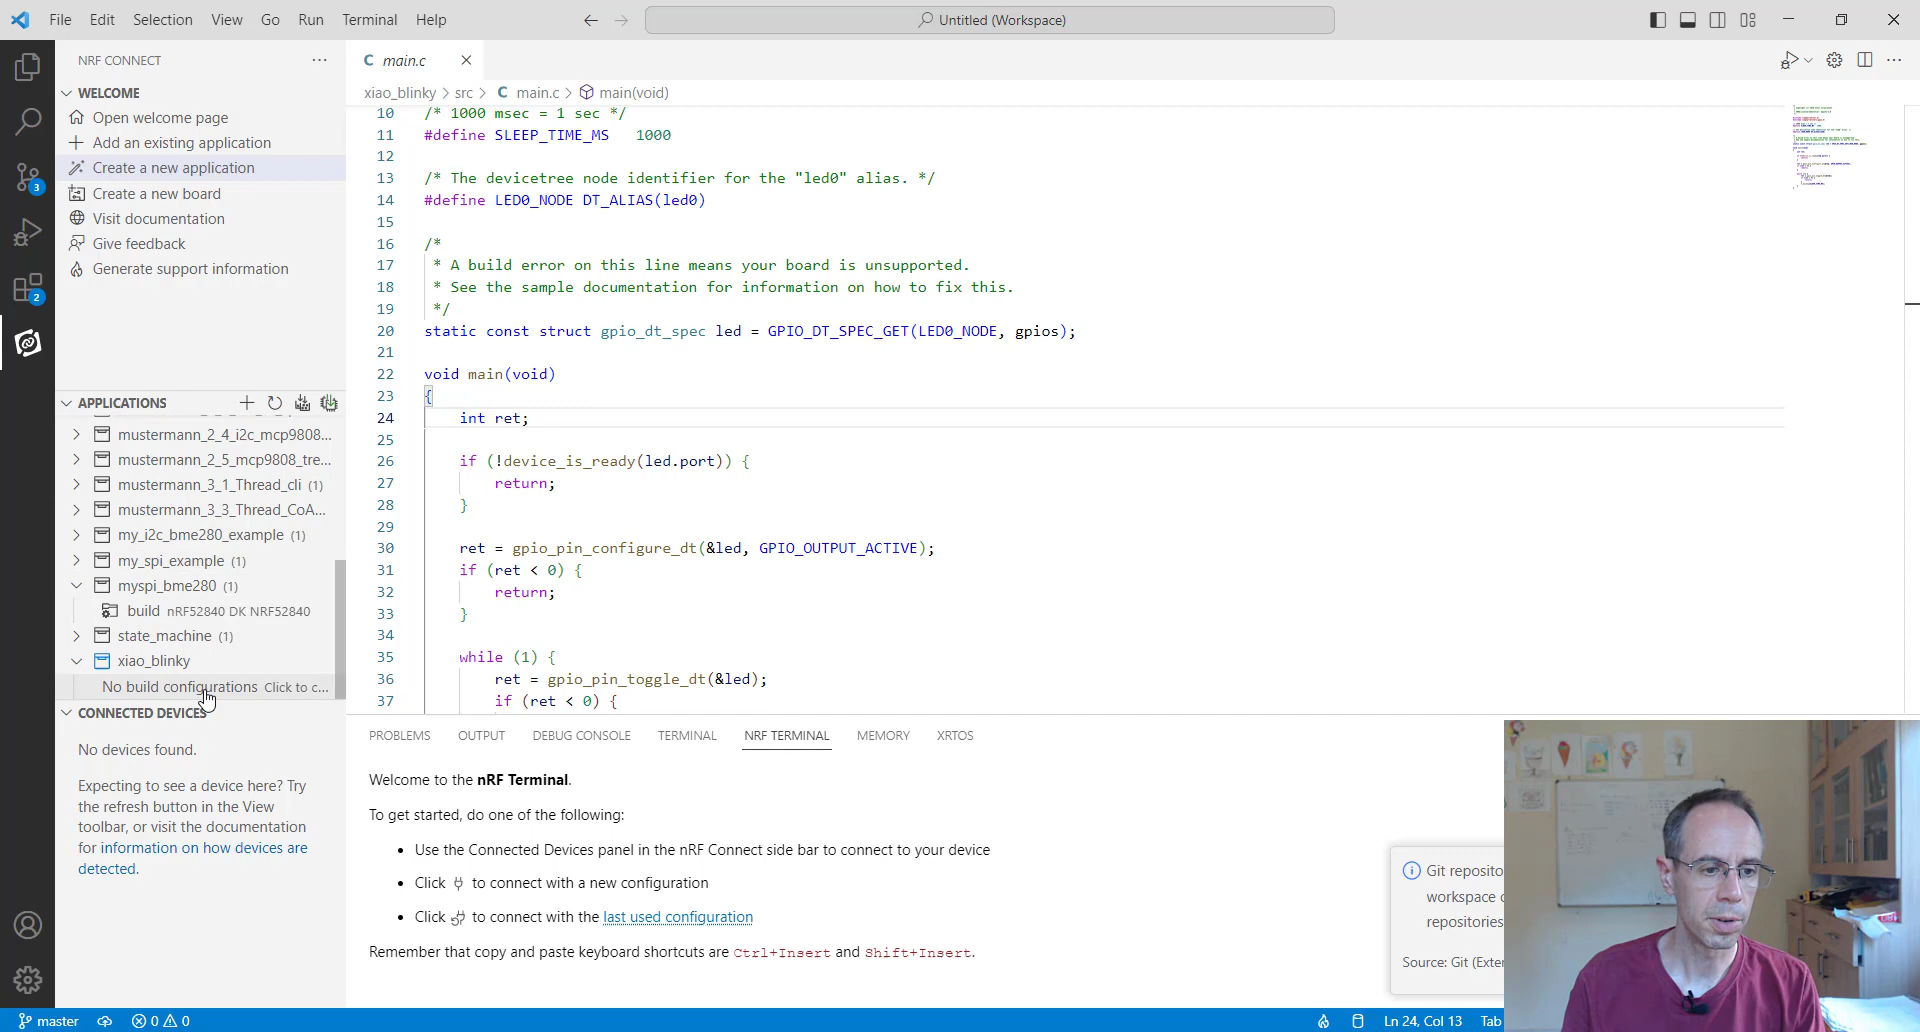 File Edit Selection View Go Run Terminal Help
Untitled (Workspace)
NRF CONNECT
WELCOME
Open welcome page
Add an existing application
Create a new application
Create a new board
Visit documentation
Give feedback
Generate support information
3
2
APPLICATIONS
mustermann_2_4_i2c_mcp9808...
mustermann_2_5_mcp9808_tre...
mustermann_3_1_Thread_cli (1)
mustermann_3_3_Thread_CoA...
my_i2c_bme280_example (1)
my_spi_example (1)
myspi_bme280 (1)
build nRF52840 DK NRF52840
state_machine (1)
xiao_blinky
No build configurations Click to c...
CONNECTED DEVICES
No devices found.
Expecting to see a device here? Try
the refresh button in the View
toolbar, or visit the documentation
for information on how devices are
detected.
C main.c
xiao_blinky > src > C main.c > main(void)
10 /* 1000 msec = 1 sec */
11 #define SLEEP_TIME_MS 1000
12
13 /* The devicetree node identifier for the "led0" alias. */
14 #define LED0_NODE DT_ALIAS(led0)
15
16 /*
17 * A build error on this line means your board is unsupported.
18 * See the sample documentation for information on how to fix this.
19 */
20 static const struct gpio_dt_spec led = GPIO_DT_SPEC_GET(LED0_NODE, gpios);
21
22 void main(void)
23 {
24 int ret;
25
26 if (!device_is_ready(led.port)) {
27 return;
28 }
29
30 ret = gpio_pin_configure_dt(&led, GPIO_OUTPUT_ACTIVE);
31 if (ret < 0) {
32 return;
33 }
34
35 while (1) {
36 ret = gpio_pin_toggle_dt(&led);
37 if (ret < 0) {
PROBLEMS OUTPUT DEBUG CONSOLE TERMINAL NRF TERMINAL MEMORY XRTOS
Welcome to the nRF Terminal.
To get started, do one of the following:
• Use the Connected Devices panel in the nRF Connect side bar to connect to your device
• Click to connect with a new configuration
• Click to connect with the last used configuration
Remember that copy and paste keyboard shortcuts are Ctrl+Insert and Shift+Insert.
Git reposito
workspace
repositories
Source: Git (Exter
master 0 0 Ln 24, Col 13 Tab